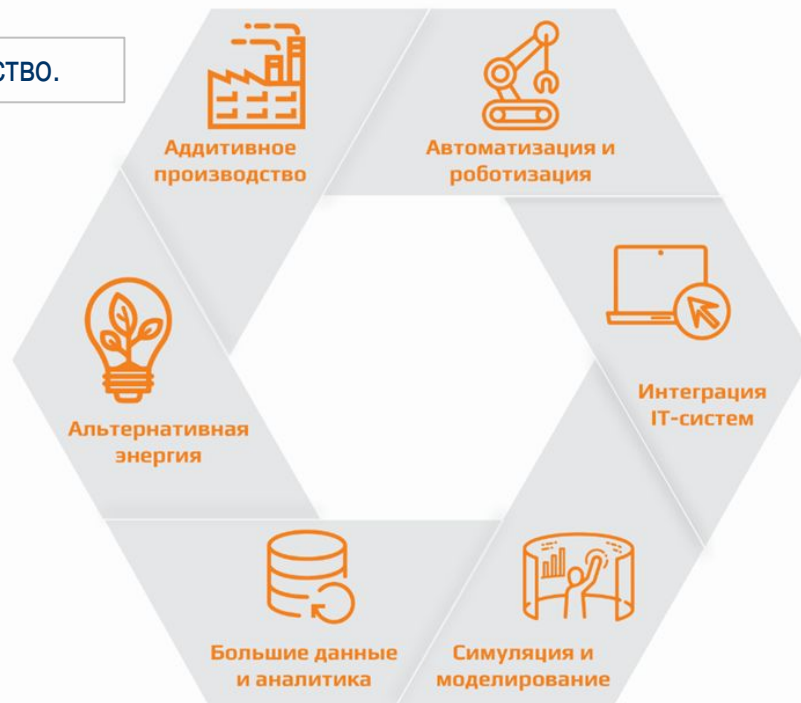 ство.
Аддитивное
производство
Автоматизация и
роботизация
Интеграция
IT-систем
Альтернативная
энергия
Большие данные
и аналитика
Симуляция и
моделирование